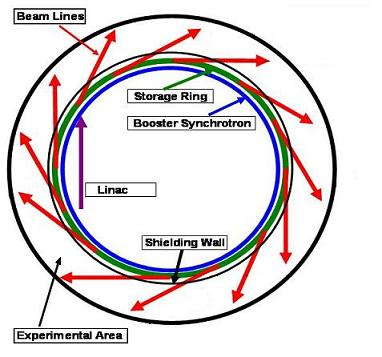 Beam Lines
Storage Ring
Booster Synchrotron
Linac
Shielding Wall
Experimental Area